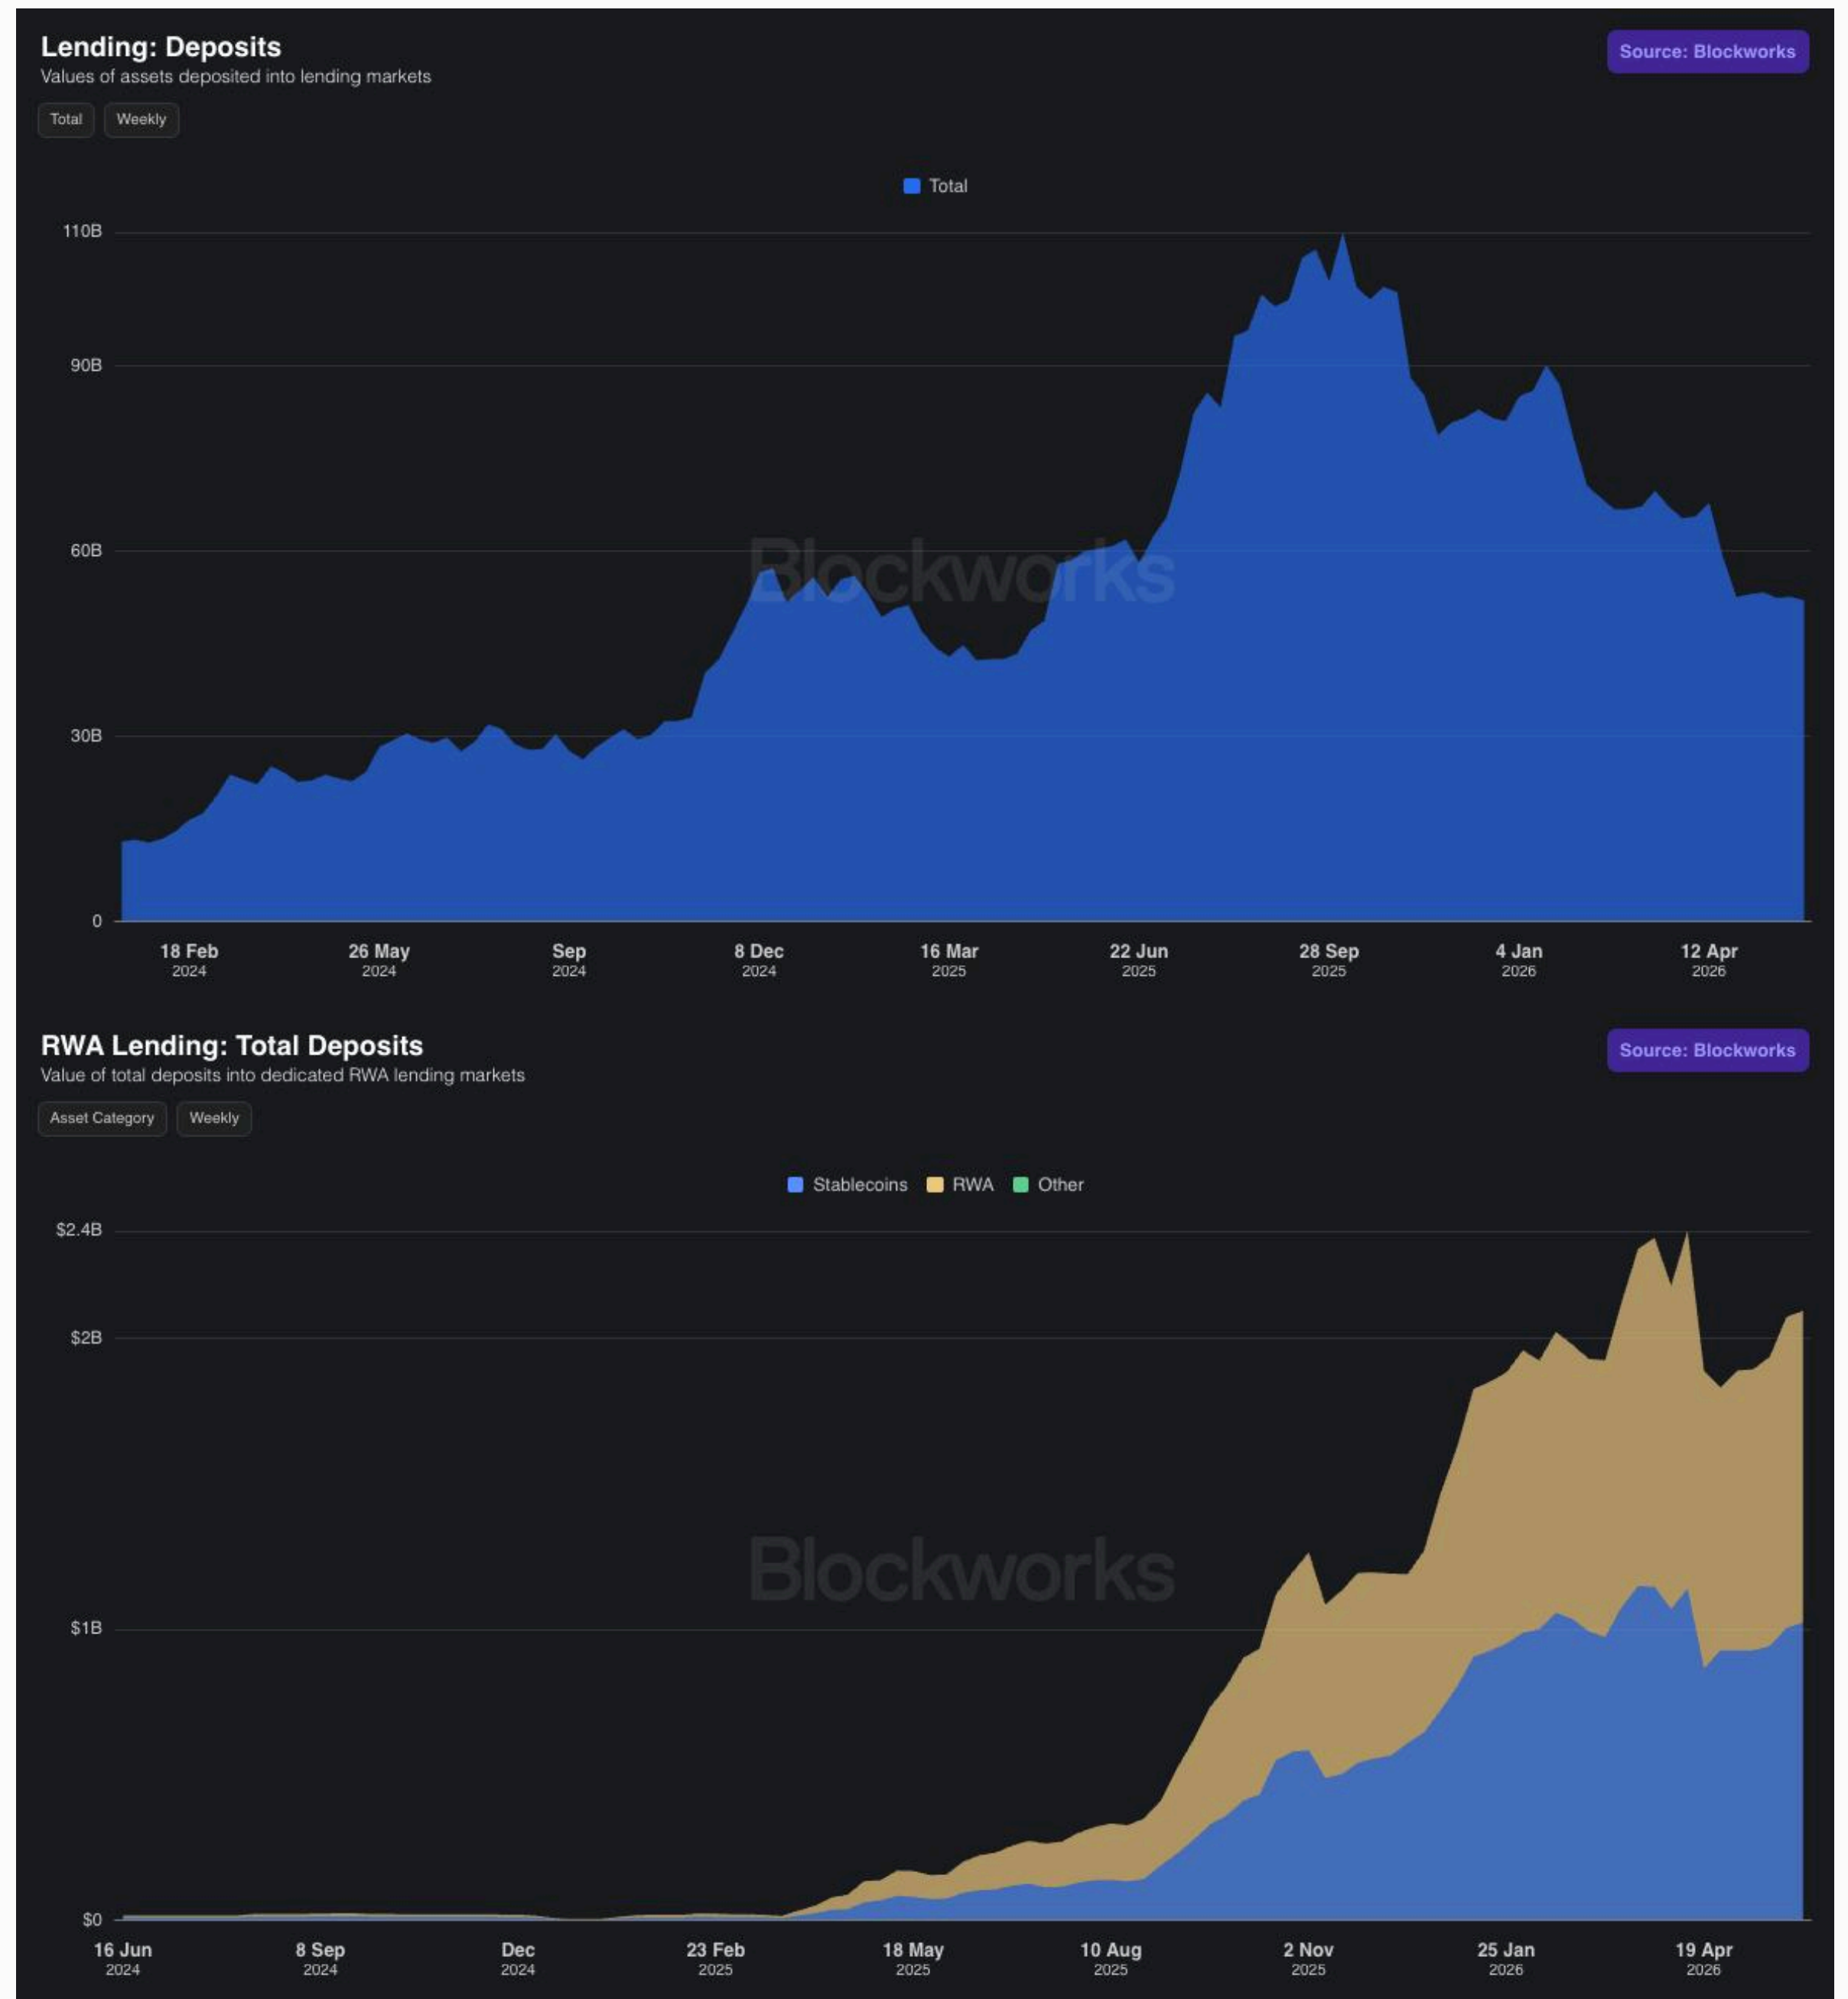 Lending: Deposits
Source: Blockworks
Values of assets deposited into lending markets
Total Weekly
Total
110B
90B
Blockworks
60B
30B
0
18 Feb 26 May Sep 8 Dec 16 Mar 22 Jun 28 Sep 4 Jan 12 Apr
2024 2024 2024 2024 2025 2025 2025 2026 2026
RWA Lending: Total Deposits
Source: Blockworks
Value of total deposits into dedicated RWA lending markets
Asset Category Weekly
Stablecoins RWA Other
$2.4B
$2B
Blockworks
$1B
$0
16 Jun 8 Sep Dec 23 Feb 18 May 10 Aug 2 Nov 25 Jan 19 Apr
2024 2024 2024 2025 2025 2025 2025 2026 2026